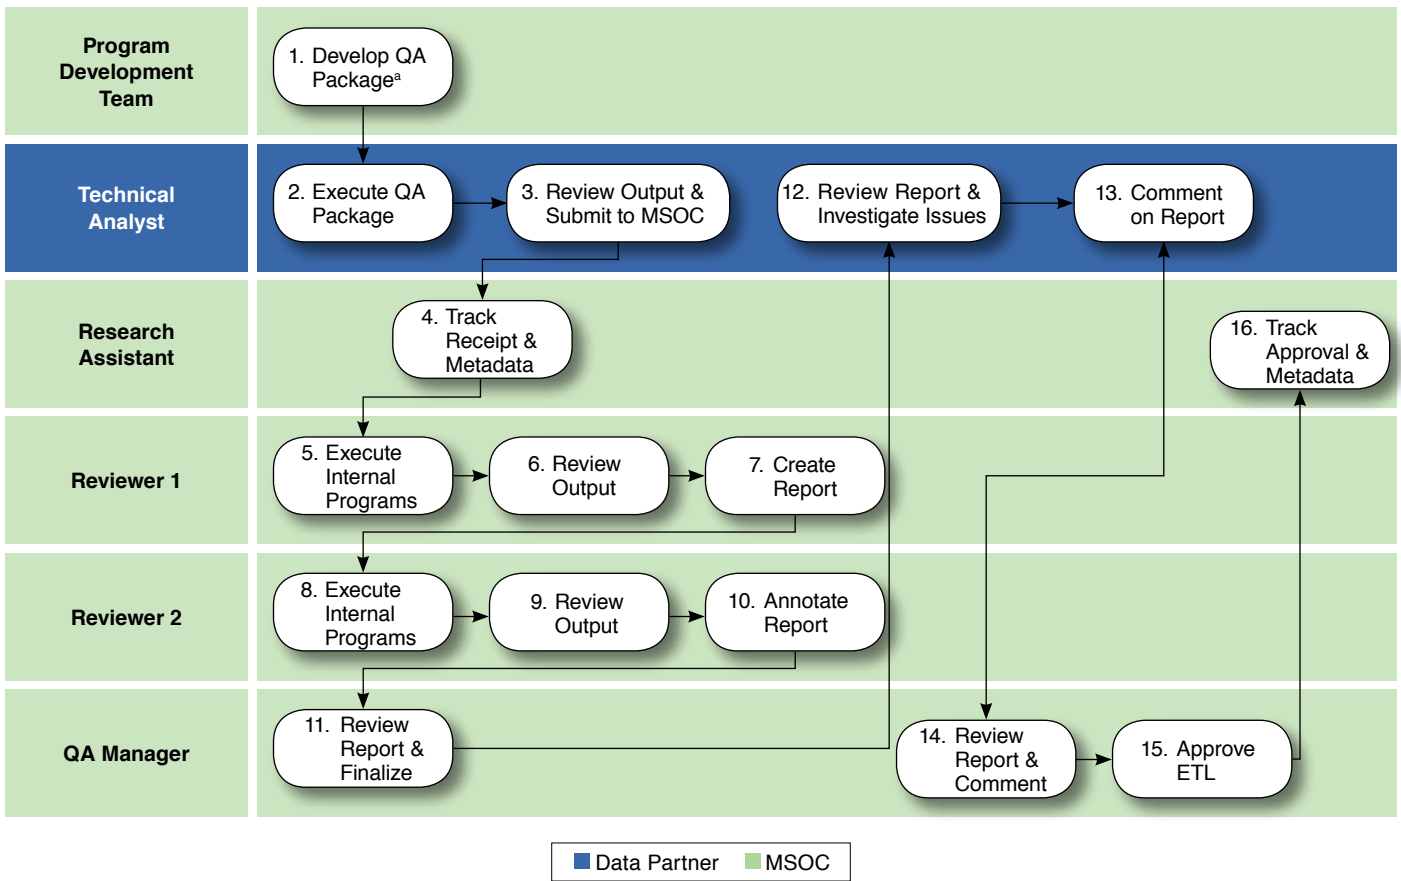 Program
Development
Team
1. Develop QA
Packageᵃ
Technical
Analyst
2. Execute QA
Package
3. Review Output &
Submit to MSOC
12. Review Report &
Investigate Issues
13. Comment
on Report
Research
Assistant
4. Track
Receipt &
Metadata
16. Track
Approval &
Metadata
Reviewer 1
5. Execute
Internal
Programs
6. Review
Output
7. Create
Report
Reviewer 2
8. Execute
Internal
Programs
9. Review
Output
10. Annotate
Report
QA Manager
11. Review
Report &
Finalize
14. Review
Report &
Comment
15. Approve
ETL
Data Partner
MSOC